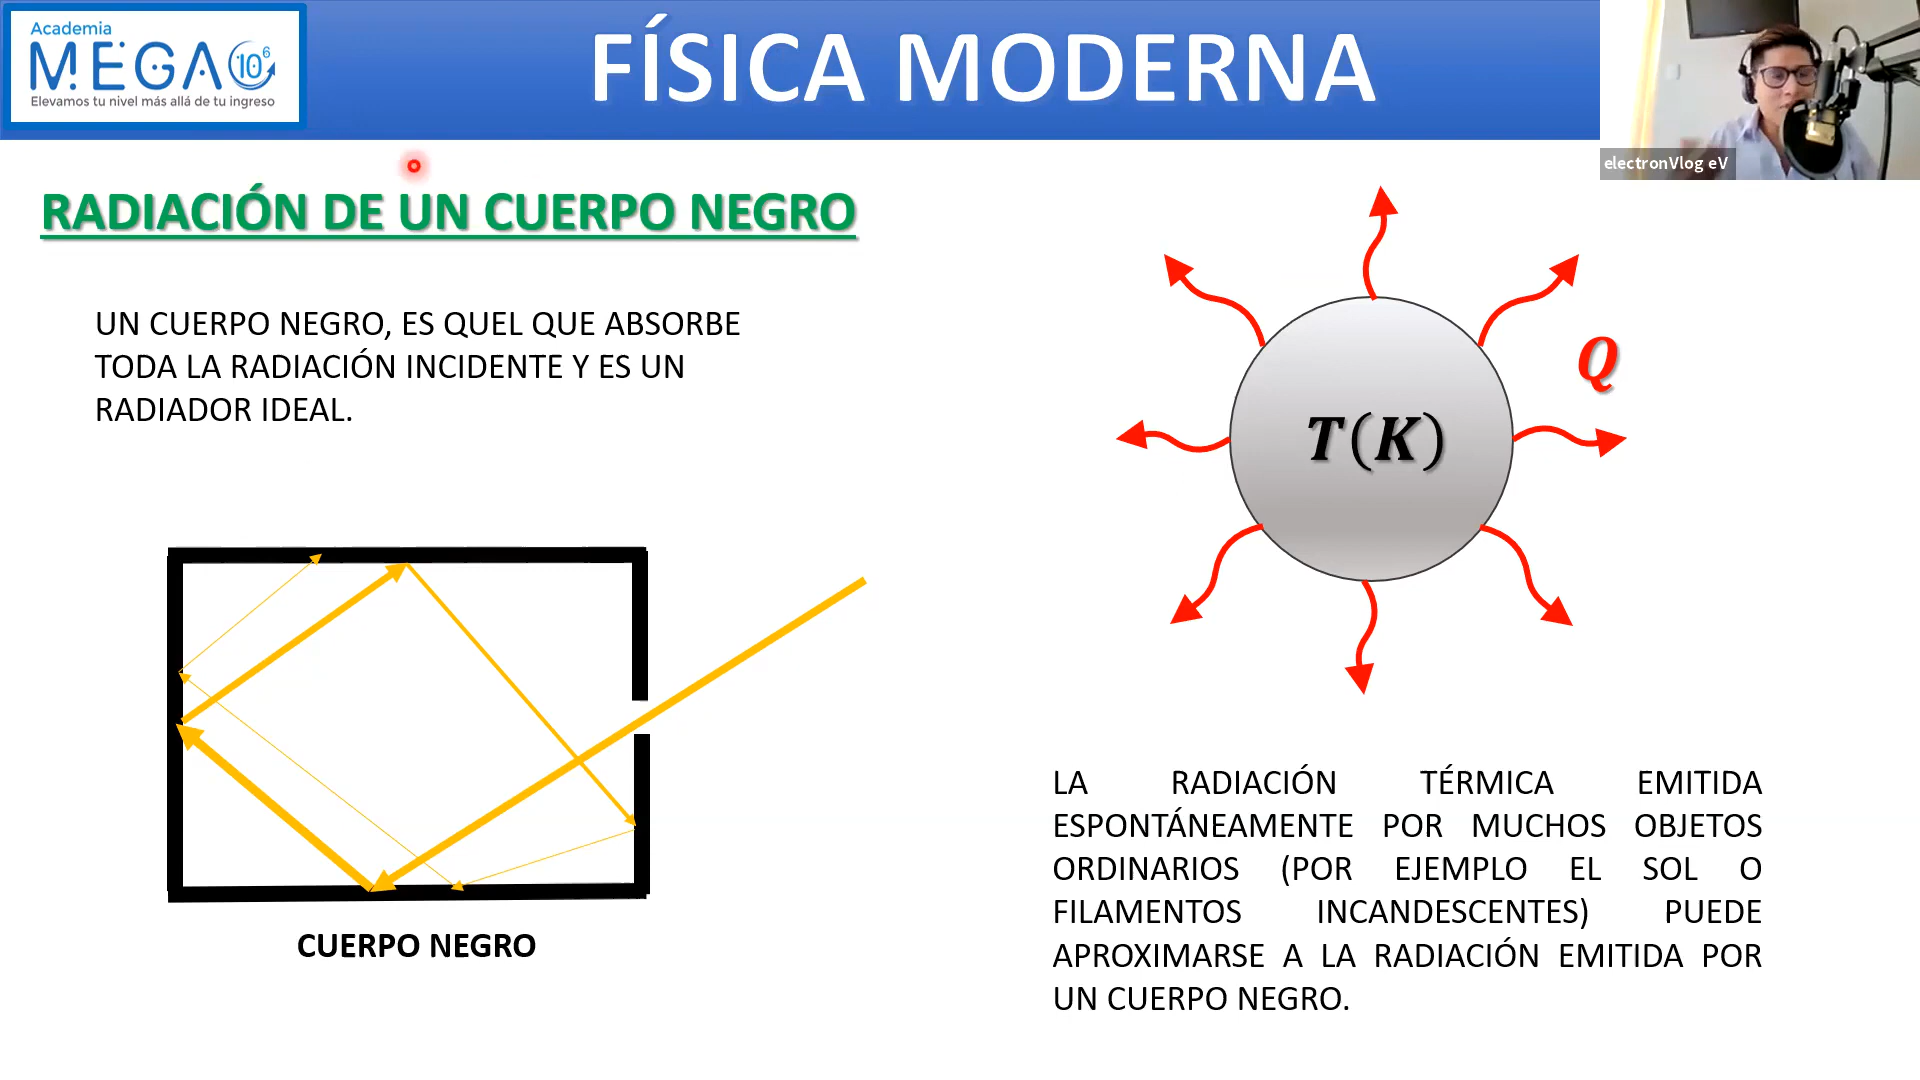 Academia
MEGA 10⁶
Elevamos tu nivel más allá de tu ingreso
FÍSICA MODERNA
electronVlog eV
RADIACIÓN DE UN CUERPO NEGRO
UN CUERPO NEGRO, ES QUEL QUE ABSORBE
TODA LA RADIACIÓN INCIDENTE Y ES UN
RADIADOR IDEAL.
Q
T(K)
CUERPO NEGRO
LA RADIACIÓN TÉRMICA EMITIDA
ESPONTÁNEAMENTE POR MUCHOS OBJETOS
ORDINARIOS (POR EJEMPLO EL SOL O
FILAMENTOS INCANDESCENTES) PUEDE
APROXIMARSE A LA RADIACIÓN EMITIDA POR
UN CUERPO NEGRO.